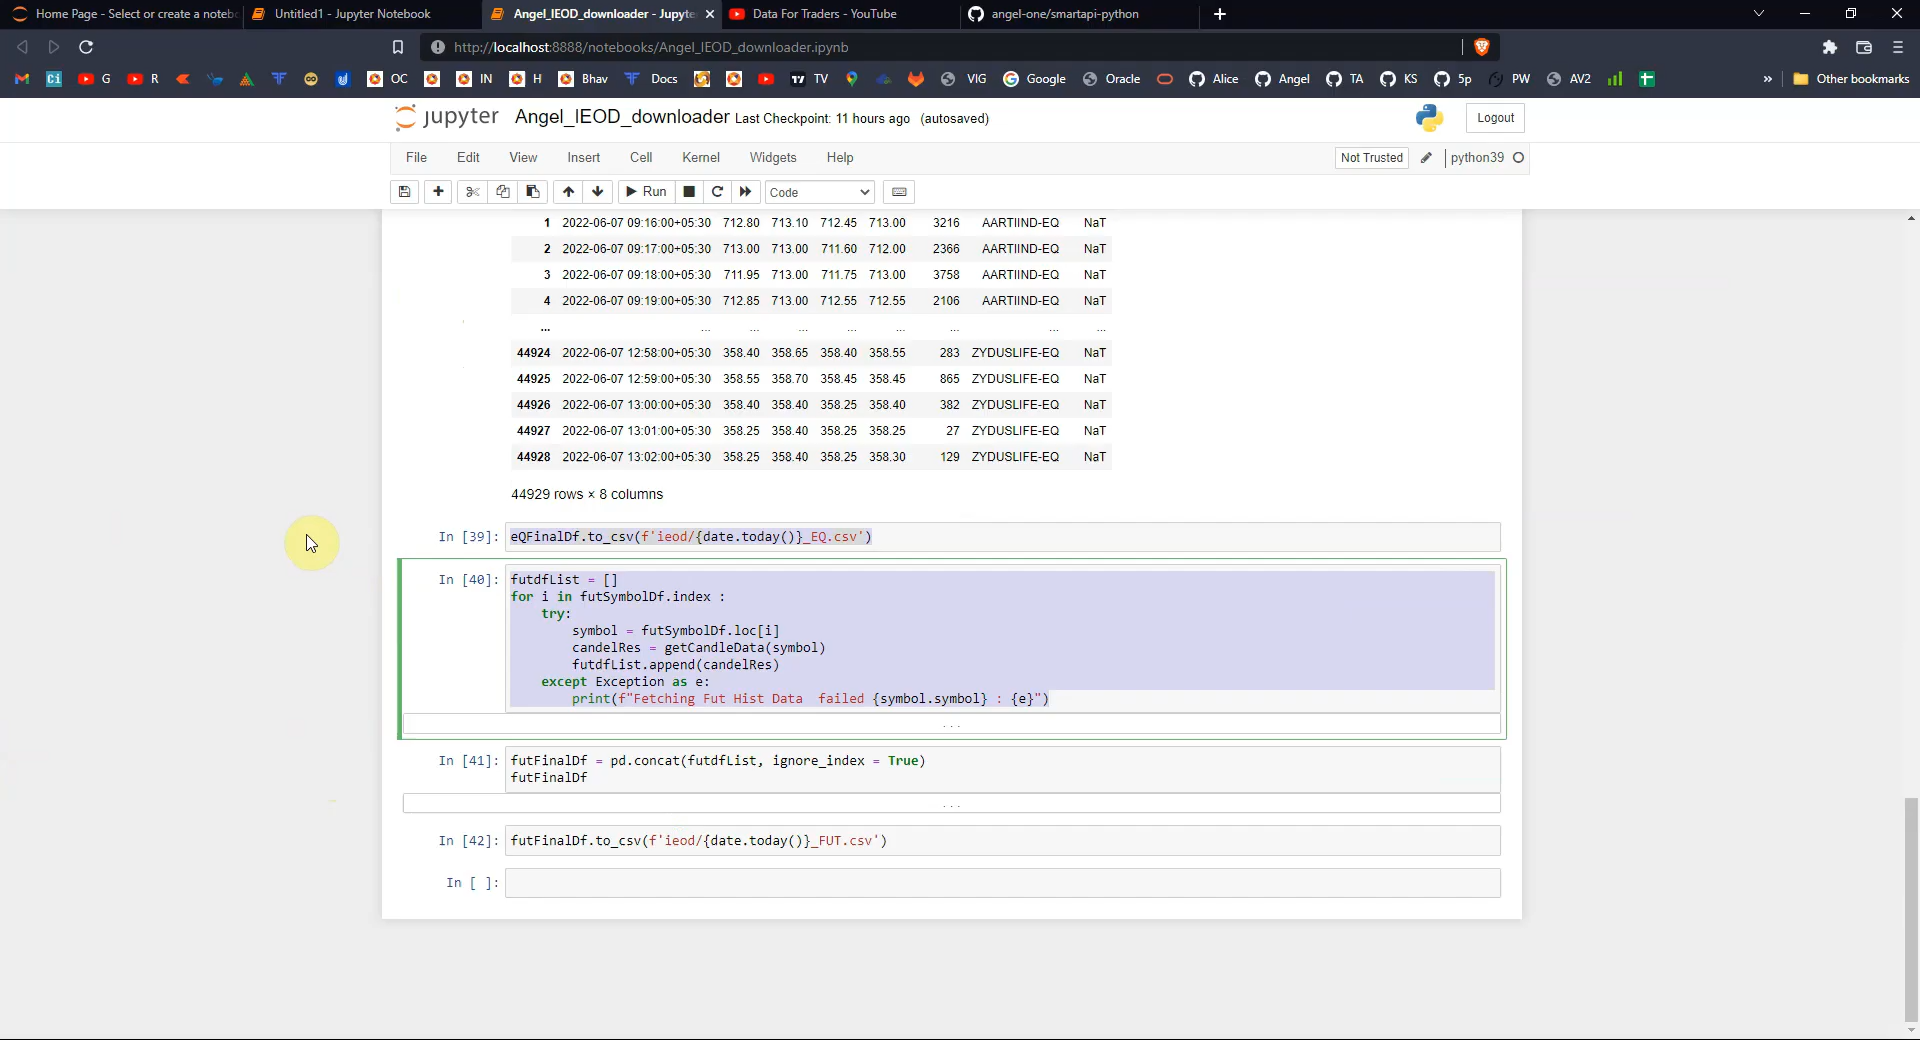 Home Page - Select or create a noteb
Untitled1 - Jupyter Notebook
Angel_IEOD_downloader - Jupyte
Data For Traders - YouTube
angel-one/smartapi-python
http://localhost:8888/notebooks/Angel_IEOD_downloader.ipynb
Ci G R OC IN H Bhav Docs TV VIG Google Oracle Alice Angel TA KS 5p PW AV2 » Other bookmarks
jupyter Angel_IEOD_downloader Last Checkpoint: 11 hours ago (autosaved) Logout
File Edit View Insert Cell Kernel Widgets Help Not Trusted python39
Run Code
1 2022-06-07 09:16:00+05:30 712.80 713.10 712.45 713.00 3216 AARTIIND-EQ NaT
2 2022-06-07 09:17:00+05:30 713.00 713.00 711.60 712.00 2366 AARTIIND-EQ NaT
3 2022-06-07 09:18:00+05:30 711.95 713.00 711.75 713.00 3758 AARTIIND-EQ NaT
4 2022-06-07 09:19:00+05:30 712.85 713.00 712.55 712.55 2106 AARTIIND-EQ NaT
... ... ... ... ... ... ... ... ...
44924 2022-06-07 12:58:00+05:30 358.40 358.65 358.40 358.55 283 ZYDUSLIFE-EQ NaT
44925 2022-06-07 12:59:00+05:30 358.55 358.70 358.45 358.45 865 ZYDUSLIFE-EQ NaT
44926 2022-06-07 13:00:00+05:30 358.40 358.40 358.25 358.40 382 ZYDUSLIFE-EQ NaT
44927 2022-06-07 13:01:00+05:30 358.25 358.40 358.25 358.25 27 ZYDUSLIFE-EQ NaT
44928 2022-06-07 13:02:00+05:30 358.25 358.40 358.25 358.30 129 ZYDUSLIFE-EQ NaT
44929 rows × 8 columns
In [39]: eQFinalDf.to_csv(f'ieod/{date.today()}_EQ.csv')
In [40]: futdfList = []
for i in futSymbolDf.index :
try:
symbol = futSymbolDf.loc[i]
candelRes = getCandleData(symbol)
futdfList.append(candelRes)
except Exception as e:
print(f"Fetching Fut Hist Data  failed {symbol.symbol} : {e}")
...
In [41]: futFinalDf = pd.concat(futdfList, ignore_index = True)
futFinalDf
...
In [42]: futFinalDf.to_csv(f'ieod/{date.today()}_FUT.csv')
In [ ]: